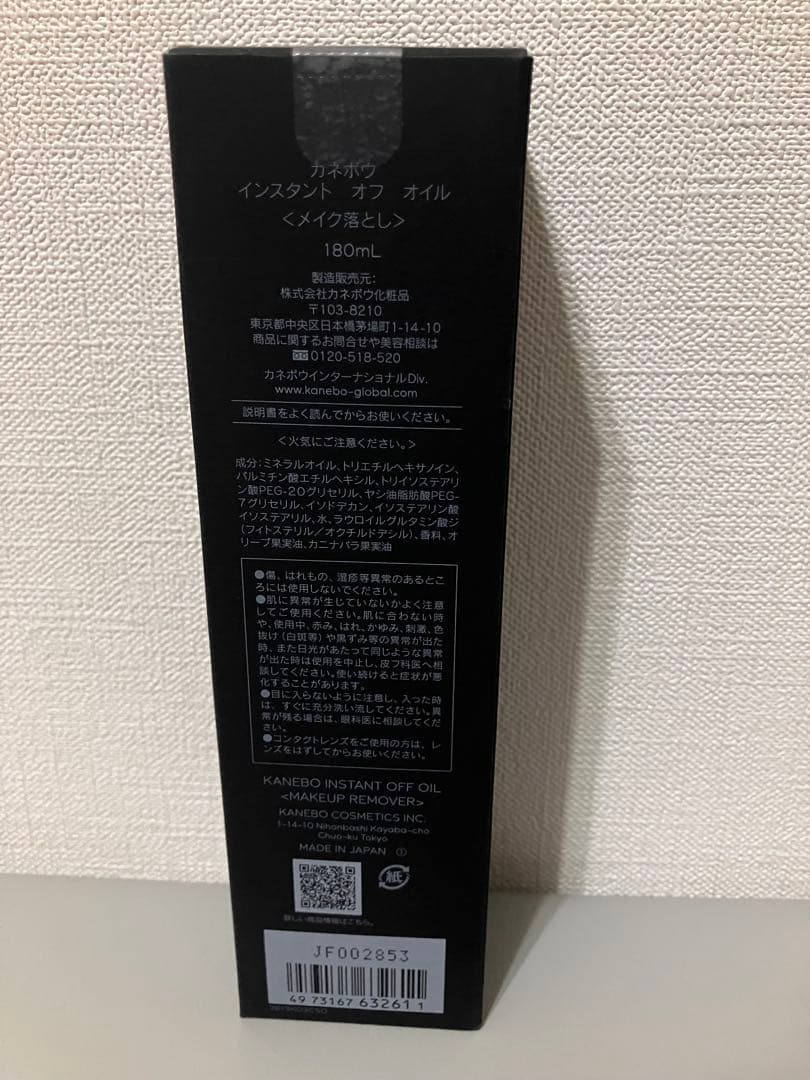 カネボウ
インスタント オフ オイル
＜メイク落とし＞
180mL
製造販売元：
株式会社カネボウ化粧品
〒103-8210
東京都中央区日本橋茅場町1-14-10
商品に関するお問合せや美容相談は
0120-518-520
カネボウインターナショナルDiv.
www.kanebo-global.com
説明書をよく読んでからお使いください。
＜火気にご注意ください。＞
成分：ミネラルオイル、トリエチルヘキサノイン、
パルミチン酸エチルヘキシル、トリイソステアリ
ン酸PEG-20グリセリル、ヤシ油脂肪酸PEG-
7グリセリル、イソドデカン、イソステアリン酸
イソステアリル、水、ラウロイルグルタミン酸ジ
（フィトステリル／オクチルドデシル）、香料、オ
リーブ果実油、カニナバラ果実油
●傷、はれもの、湿疹等異常のあるとこ
ろには使用しないでください。
●肌に異常が生じていないかよく注意
してご使用ください。肌に合わない時
や、使用中、赤み、はれ、かゆみ、刺激、色
抜け（白斑等）や黒ずみ等の異常が出た
時、また日光があたって同じような異常
が出た時は使用を中止し、皮フ科医へ相
談してください。使い続けると症状が悪
化することがあります。
●目に入らないように注意し、入った時
は、すぐに充分洗い流してください。異
常が残る場合は、眼科医に相談してくだ
さい。
●コンタクトレンズをご使用の方は、レ
ンズをはずしてからお使いください。
KANEBO INSTANT OFF OIL
<MAKEUP REMOVER>
KANEBO COSMETICS INC.
1-14-10 Nihonbashi Kayaba-cho
Chuo-ku Tokyo
MADE IN JAPAN ①
紙
詳しい商品情報はこちら。
JF002853
4 973167 632611